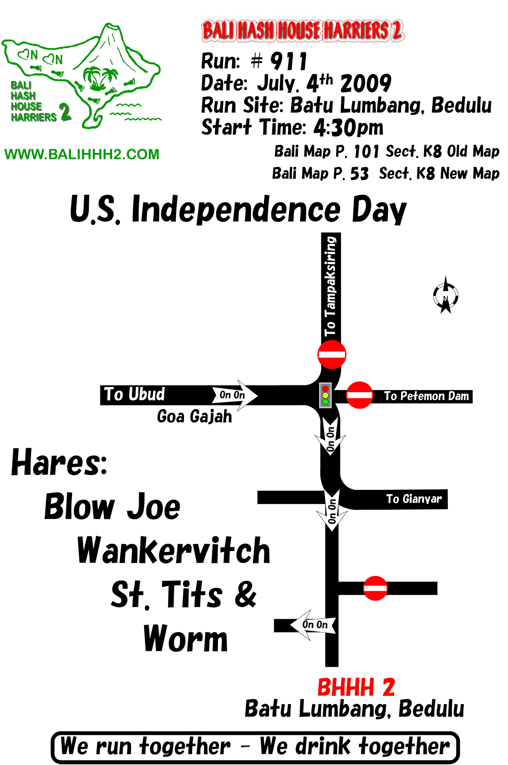 BALI HASH HOUSE HARRIERS 2
Run: # 911
Date: July. 4th 2009
Run Site: Batu Lumbang, Bedulu
Start Time: 4:30pm
Bali Map P. 101 Sect. K8 Old Map
Bali Map P. 53 Sect. K8 New Map
N N
BALI
HASH
HOUSE
HARRIERS 2
WWW.BALIHHH2.COM
U.S. Independence Day
To Tampaksiring
N
To Ubud
On On
To Petemon Dam
Goa Gajah
On On
Hares:
Blow Joe
Wankervitch
St. Tits &
Worm
To Gianyar
On On
On On
BHHH 2
Batu Lumbang, Bedulu
We run together - We drink together